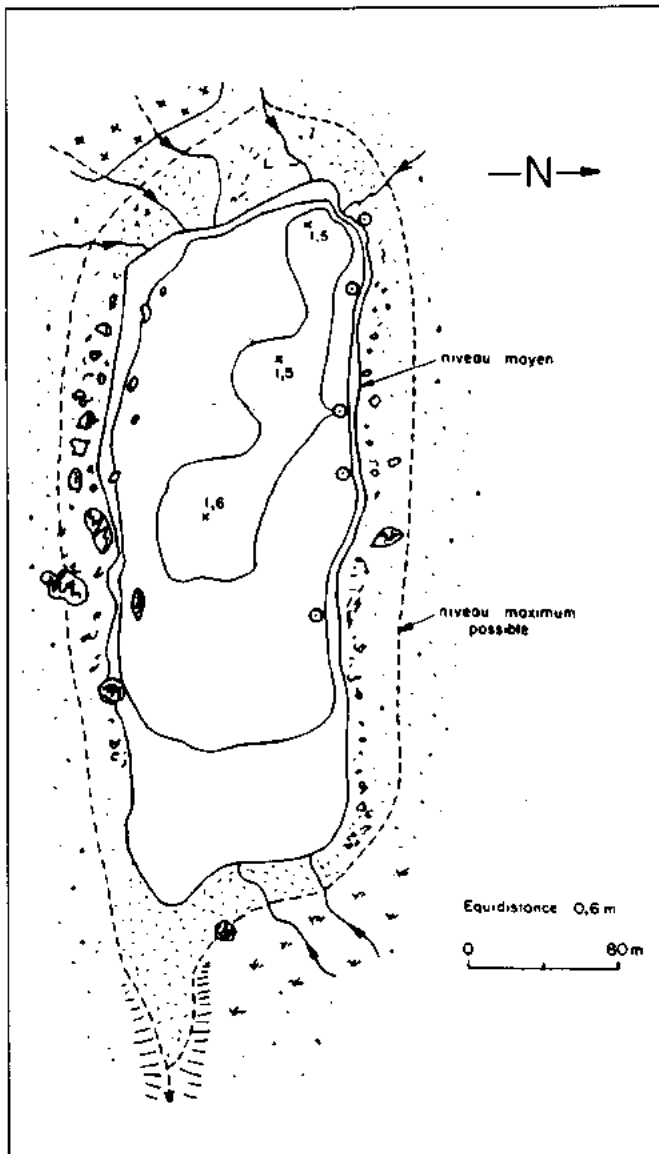 N
L
1,5
niveau moyen
1,5
1,6
niveau maximum
possible
Equidistance 0,6 m
0 80 m